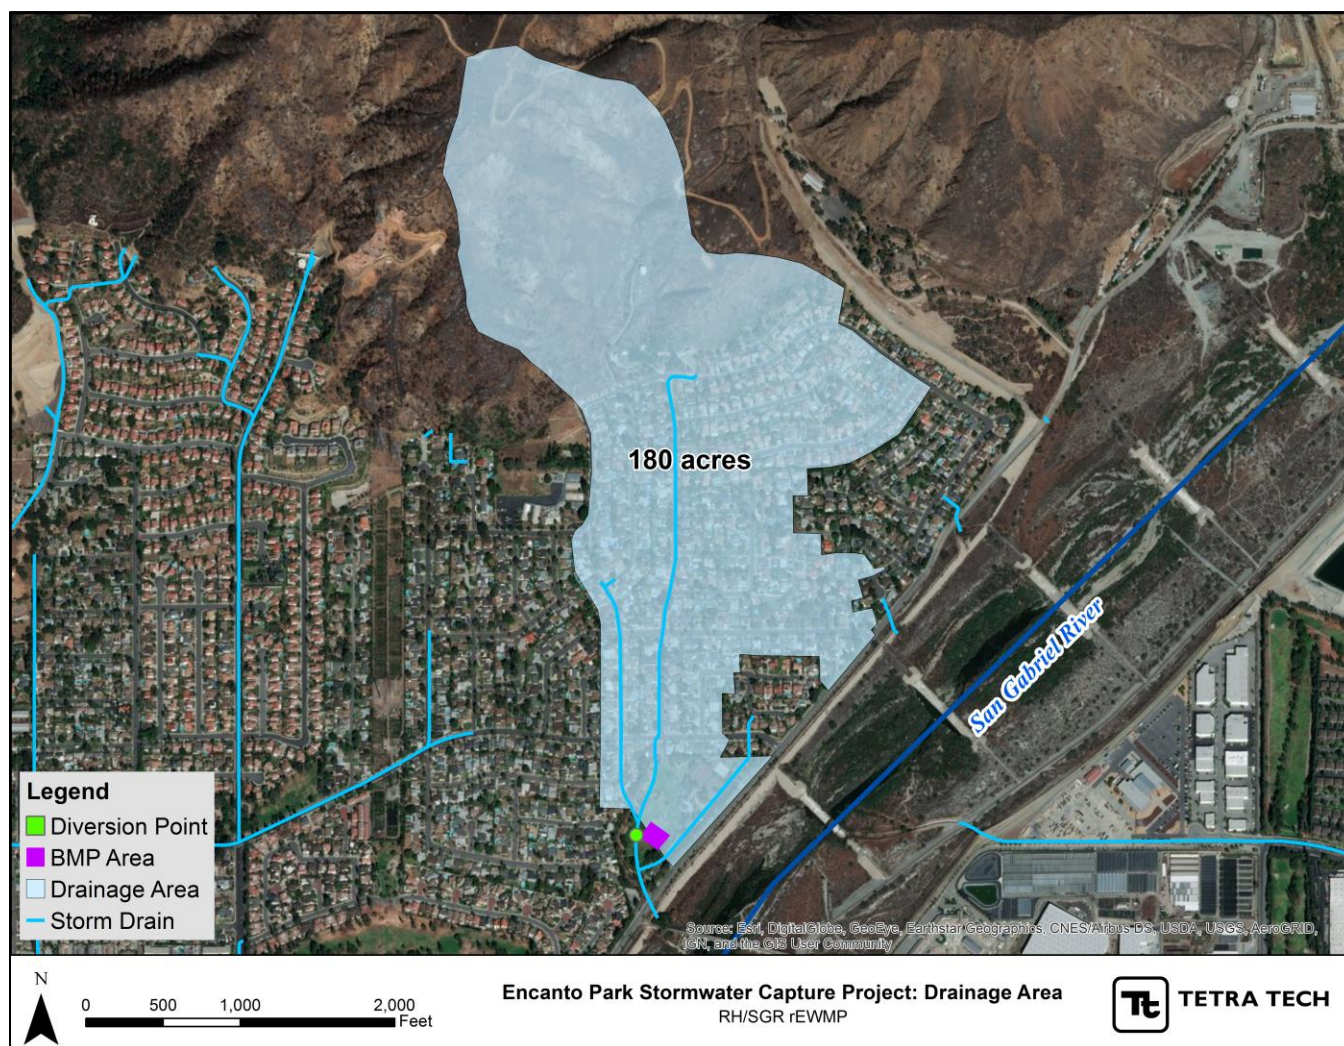 180 acres
San Gabriel River
Legend
Diversion Point
BMP Area
Drainage Area
Storm Drain
Source: Esri, DigitalGlobe, GeoEye, Earthstar Geographics, CNES/Airbus DS, USDA, USGS, AeroGRID,
IGN, and the GIS User Community
N
0 500 1,000 2,000
Feet
Encanto Park Stormwater Capture Project: Drainage Area
RH/SGR rEWMP
Tt TETRA TECH